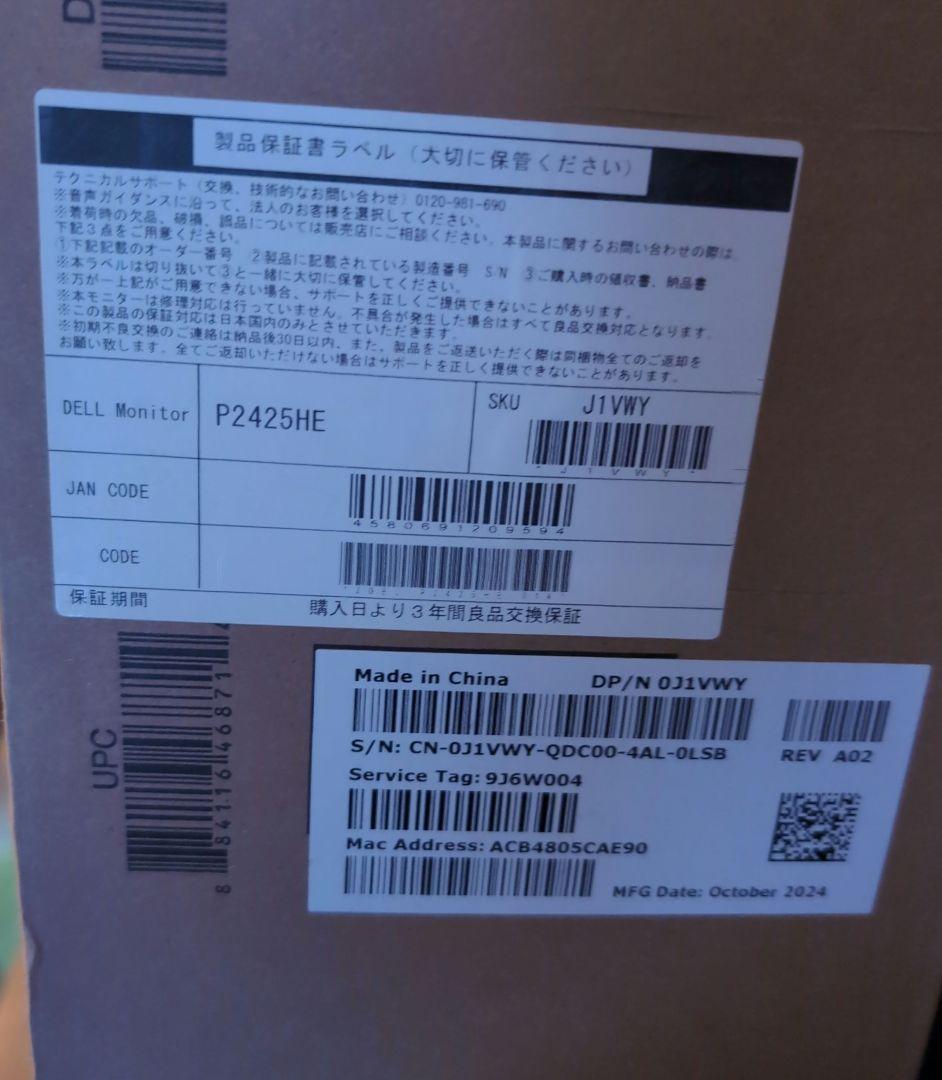 D
製品保証書ラベル（大切に保管ください）
テクニカルサポート（交換、技術的なお問い合わせ）0120-981-690
※音声ガイダンスに沿って、法人のお客様を選択してください。
※着荷時の欠品、破損、誤品については販売店にご相談ください。本製品に関するお問い合わせの際は、
下記３点をご用意ください。
①下記記載のオーダー番号　②製品に記載されている製造番号　S/N　③ご購入時の領収書、納品書
※本ラベルは切り抜いて③と一緒に大切に保管してください。
※万が一上記がご用意できない場合、サポートを正しくご提供できないことがあります。
※本モニターは修理対応は行っていません。不具合が発生した場合はすべて良品交換対応となります。
※この製品の保証対応は日本国内のみとさせていただきます。
※初期不良交換のご連絡は納品後30日以内、また、製品をご返送いただく際は同梱物全てのご返却を
お願い致します。全てご返却いただけない場合はサポートを正しく提供できないことがあります。
DELL Monitor P2425HE SKU J1VWY
*J1VWY*
JAN CODE
4580691209594
CODE
保証期間 購入日より３年間良品交換保証
UPC
8 84116 46871 4
Made in China DP/N 0J1VWY
S/N: CN-0J1VWY-QDC00-4AL-0LSB REV A02
Service Tag: 9J6W004
Mac Address: ACB4805CAE90
MFG Date: October 2024